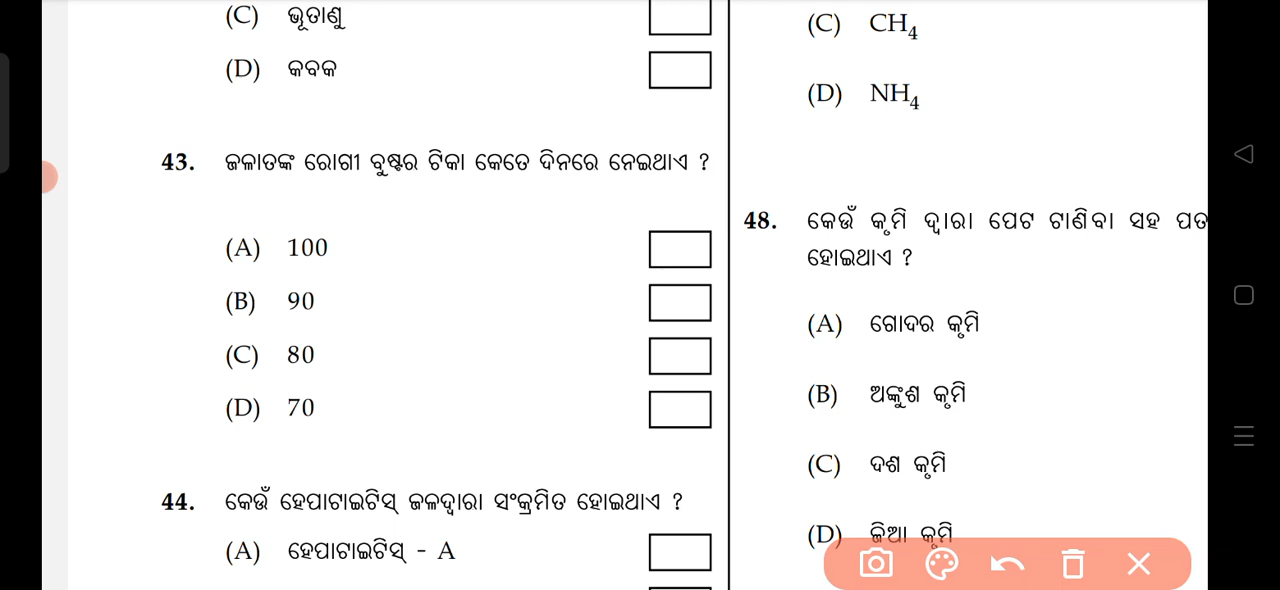 (C) ଭୂତାଣୁ
(D) କବକ
43. ଜଳାତଙ୍କ ରୋଗୀ ବୁଷ୍ଟର ଟିକା କେତେ ଦିନରେ ନେଇଥାଏ ?
(A) 100
(B) 90
(C) 80
(D) 70
44. କେଉଁ ହେପାଟାଇଟିସ୍ ଜଳଦ୍ୱାରା ସଂକ୍ରମିତ ହୋଇଥାଏ ?
(A) ହେପାଟାଇଟିସ୍ - A
(C) CH₄
(D) NH₄
48. କେଉଁ କୃମି ଦ୍ୱାରା ପେଟ ଟାଣିବା ସହ ପତ
ହୋଇଥାଏ ?
(A) ଗୋଦର କୃମି
(B) ଅଙ୍କୁଶ କୃମି
(C) ଦଶ କୃମି
(D) ଜିଆ କୃମି